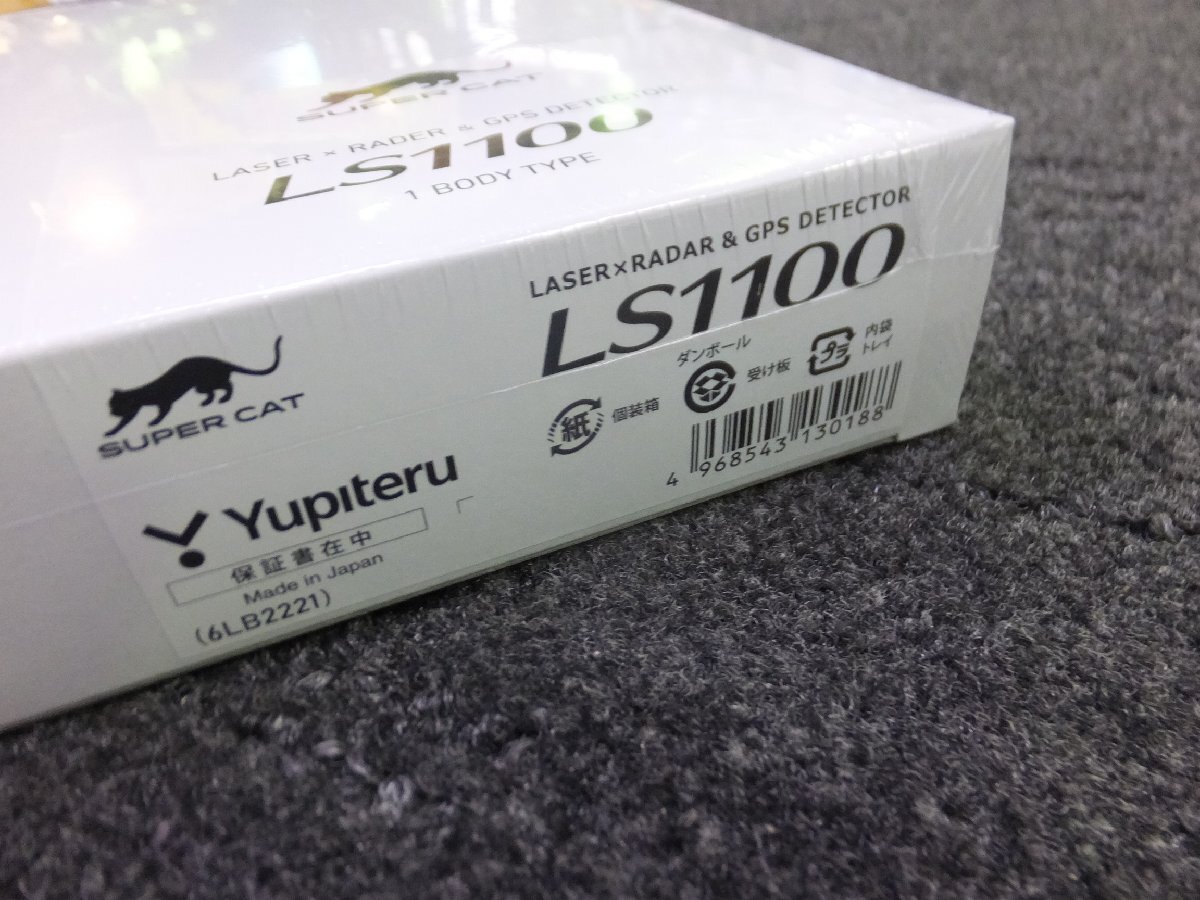 SUPER CAT
LASER × RADER & GPS DETECTOR
LS1100
1 BODY TYPE
LASER×RADAR & GPS DETECTOR
LS1100
SUPER CAT
ダンボール
紙
個装箱
受け板
プラ
内袋
トレイ
4 968543 130188
Yupiteru
保証書在中
Made in Japan
(6LB2221)